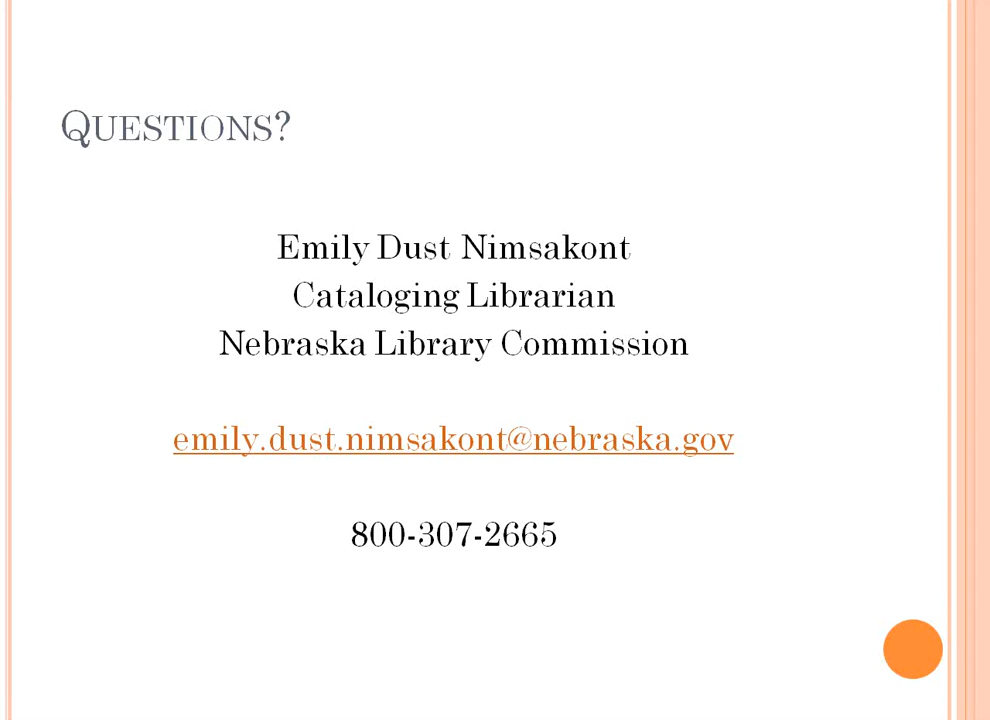 Questions?
Emily Dust Nimsakont
Cataloging Librarian
Nebraska Library Commission
emily.dust.nimsakont@nebraska.gov
800-307-2665